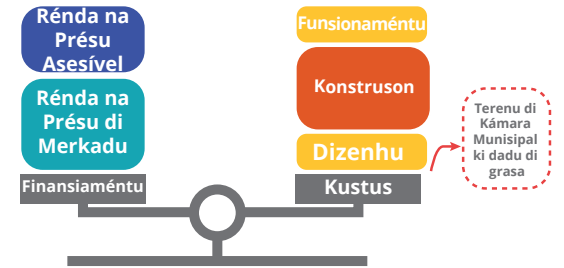 Rénda na
Présu
Asesível
Rénda na
Présu di
Merkadu
Finansiaméntu
Funsionaméntu
Konstruson
Dizenhu
Kustus
Terenu di
Kámara
Munisipal
ki dadu di
grasa